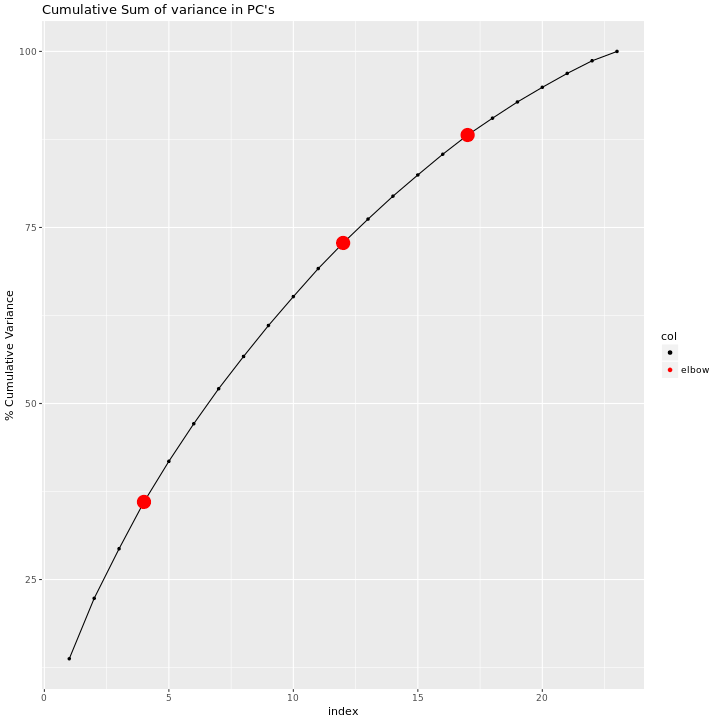 Cumulative Sum of variance in PC's
100
75
50
25
% Cumulative Variance
0 5 10 15 20
index
col
elbow